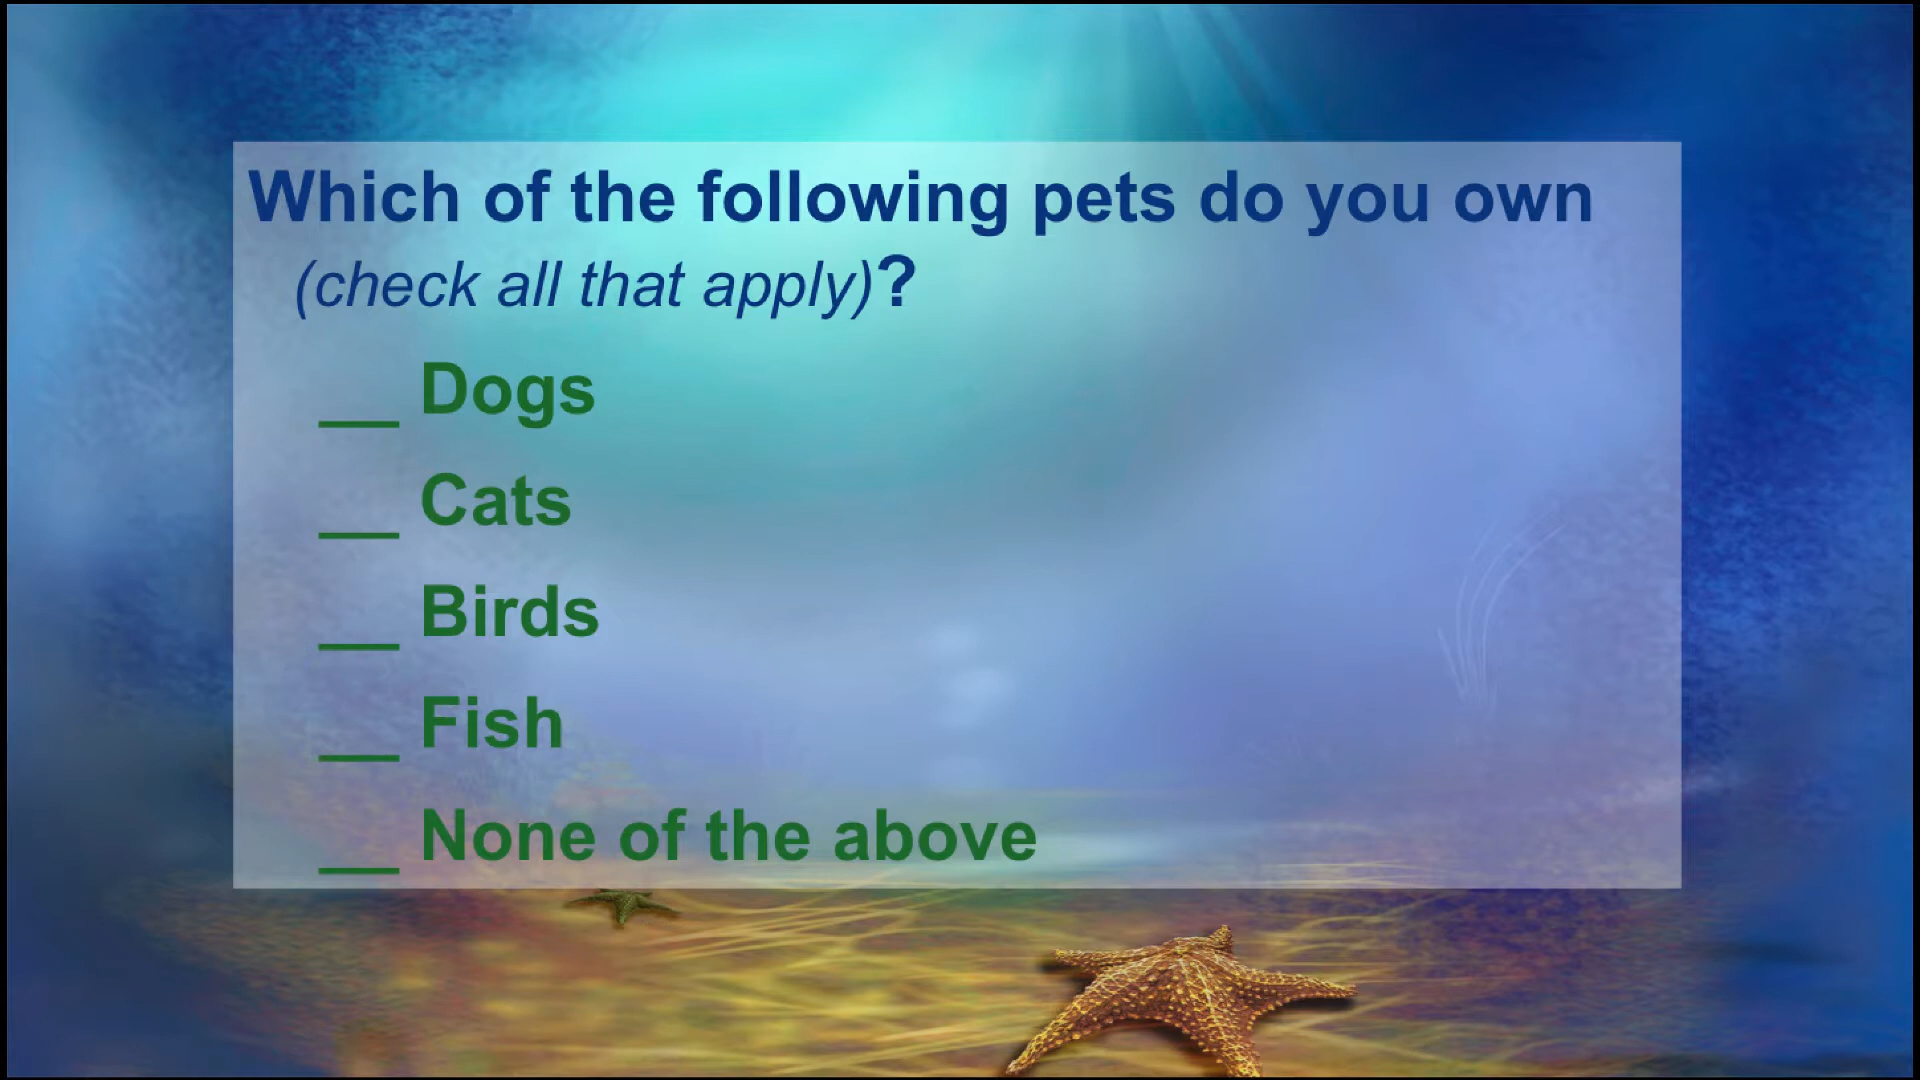 Which of the following pets do you own
(check all that apply)?
__ Dogs
__ Cats
__ Birds
__ Fish
__ None of the above